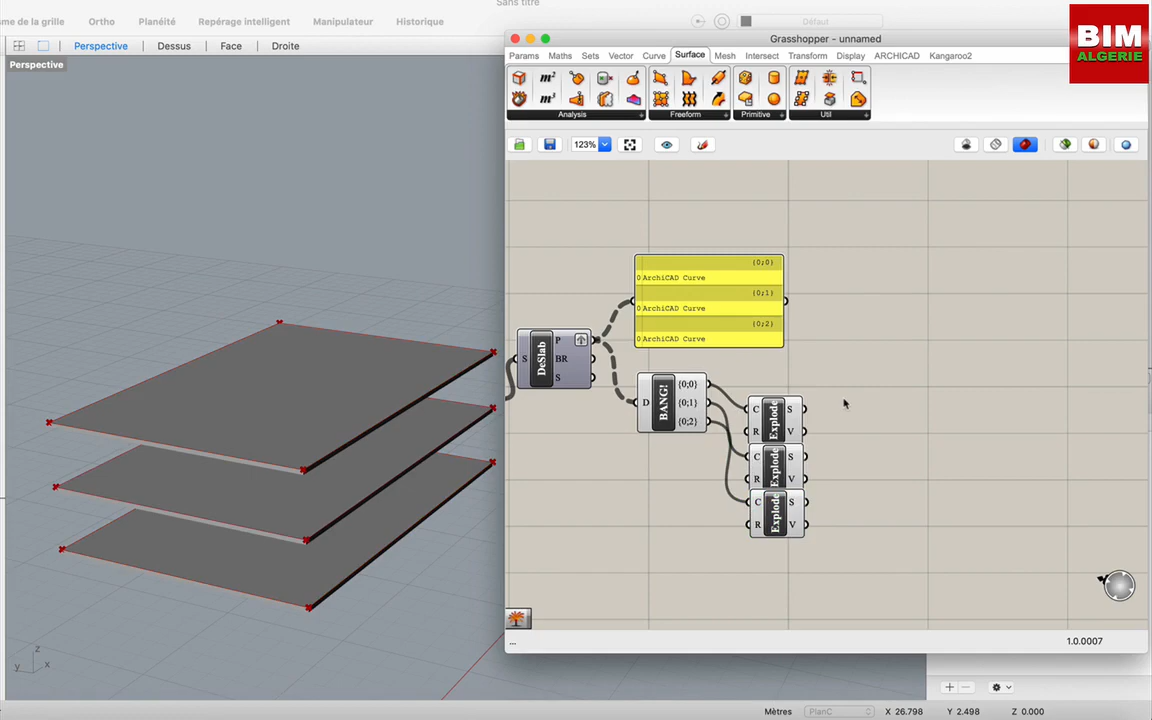 Sans titre
me de la grille Ortho Planéité Repérage intelligent Manipulateur Historique Défaut
BIM
ALGERIE
Perspective Dessus Face Droite
Perspective
Grasshopper - unnamed
Params Maths Sets Vector Curve Surface Mesh Intersect Transform Display ARCHICAD Kangaroo2
m²
m³
Analysis Freeform Primitive Util
123%
{0;0}
0 ArchiCAD Curve
{0;1}
0 ArchiCAD Curve
{0;2}
0 ArchiCAD Curve
S DeSlab P BR S
D BANG! {0;0} {0;1} {0;2}
C R Explode S V
C R Explode S V
C R Explode S V
...
1.0.0007
z
y x
Mètres PlanC X 26.798 Y 2.498 Z 0.000